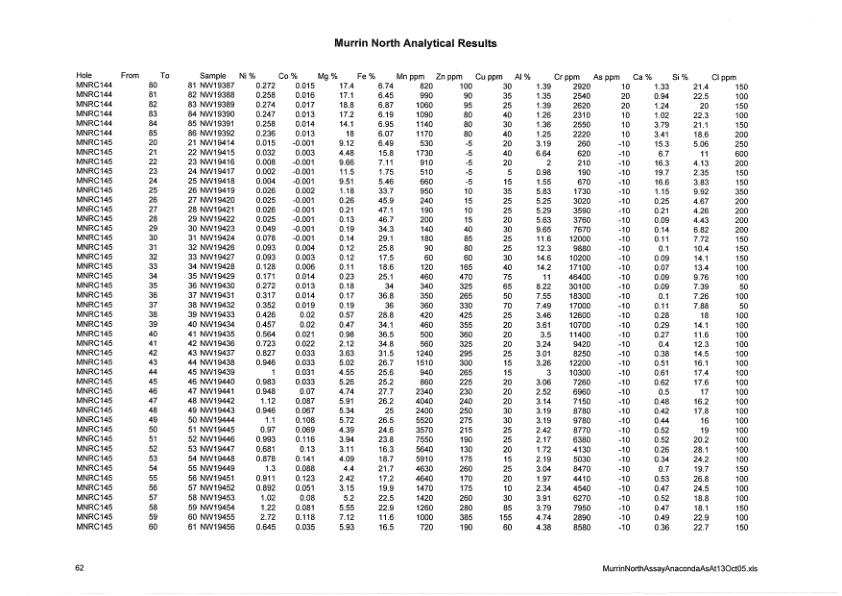 Murrin North Analytical Results
Hole From To Sample Ni % Co % Mg % Fe % Mn ppm Zn ppm Cu ppm Al % Cr ppm As ppm Ca % Si % Cl ppm
MNRC144 80 81 NW19387 0.272 0.015 17.4 6.74 820 100 30 1.39 2920 10 1.33 21.4 150
MNRC144 81 82 NW19388 0.258 0.016 17.1 6.45 990 90 35 1.35 2540 20 0.94 22.5 100
MNRC144 82 83 NW19389 0.274 0.017 18.8 6.87 1060 95 25 1.39 2620 20 1.24 20 150
MNRC144 83 84 NW19390 0.247 0.013 17.2 6.19 1090 80 40 1.26 2310 10 1.02 22.3 100
MNRC144 84 85 NW19391 0.258 0.014 14.1 6.95 1140 80 30 1.36 2550 10 3.79 21.1 150
MNRC144 85 86 NW19392 0.236 0.013 18 6.07 1170 80 40 1.25 2220 10 3.41 18.6 200
MNRC145 20 21 NW19414 0.015 -0.001 9.12 6.49 530 -5 20 3.19 260 -10 15.3 5.06 250
MNRC145 21 22 NW19415 0.032 0.003 4.48 15.8 1730 -5 40 6.64 620 -10 6.7 11 600
MNRC145 22 23 NW19416 0.008 -0.001 9.66 7.11 910 -5 20 2 210 -10 16.3 4.13 200
MNRC145 23 24 NW19417 0.002 -0.001 11.5 1.75 510 -5 5 0.98 190 -10 19.7 2.35 150
MNRC145 24 25 NW19418 0.004 -0.001 9.51 5.46 660 -5 15 1.55 670 -10 16.6 3.83 150
MNRC145 25 26 NW19419 0.026 0.002 1.18 33.7 950 10 35 5.83 1730 -10 1.15 9.92 350
MNRC145 26 27 NW19420 0.025 -0.001 0.26 45.9 240 15 25 5.25 3020 -10 0.25 4.67 200
MNRC145 27 28 NW19421 0.026 -0.001 0.21 47.1 190 10 25 5.29 3590 -10 0.21 4.26 200
MNRC145 28 29 NW19422 0.025 -0.001 0.13 46.7 200 15 20 5.63 3760 -10 0.09 4.43 200
MNRC145 29 30 NW19423 0.049 -0.001 0.19 34.3 140 40 30 9.65 7670 -10 0.14 6.82 200
MNRC145 30 31 NW19424 0.078 -0.001 0.14 29.1 180 85 25 11.6 12000 -10 0.11 7.72 150
MNRC145 31 32 NW19426 0.093 0.004 0.12 25.8 90 80 25 12.3 9880 -10 0.1 10.4 150
MNRC145 32 33 NW19427 0.093 0.003 0.12 17.5 60 60 30 14.6 10200 -10 0.09 14.1 150
MNRC145 33 34 NW19428 0.128 0.006 0.11 18.6 120 165 40 14.2 17100 -10 0.07 13.4 100
MNRC145 34 35 NW19429 0.171 0.014 0.23 25.1 460 470 75 11 46400 -10 0.09 9.76 100
MNRC145 35 36 NW19430 0.272 0.013 0.18 34 340 325 65 8.22 30100 -10 0.09 7.39 50
MNRC145 36 37 NW19431 0.317 0.014 0.17 36.8 350 265 50 7.55 18300 -10 0.1 7.26 100
MNRC145 37 38 NW19432 0.352 0.019 0.19 36 360 330 70 7.49 17000 -10 0.11 7.88 50
MNRC145 38 39 NW19433 0.426 0.02 0.57 28.8 420 425 25 3.46 12600 -10 0.28 18 100
MNRC145 39 40 NW19434 0.457 0.02 0.47 34.1 460 355 20 3.61 10700 -10 0.29 14.1 100
MNRC145 40 41 NW19435 0.564 0.021 0.98 36.5 500 360 20 3.5 11400 -10 0.27 11.6 100
MNRC145 41 42 NW19436 0.723 0.022 2.12 34.8 560 325 20 3.24 9420 -10 0.4 12.3 100
MNRC145 42 43 NW19437 0.827 0.033 3.63 31.5 1240 295 25 3.01 8250 -10 0.38 14.5 100
MNRC145 43 44 NW19438 0.946 0.033 5.02 26.7 1510 300 15 3.26 12200 -10 0.51 16.1 100
MNRC145 44 45 NW19439 1 0.031 4.55 25.6 940 265 15 3 10300 -10 0.61 17.4 100
MNRC145 45 46 NW19440 0.983 0.033 5.26 25.2 860 225 20 3.06 7260 -10 0.62 17.6 100
MNRC145 46 47 NW19441 0.948 0.07 4.74 27.7 2340 230 20 2.52 6960 -10 0.5 17 100
MNRC145 47 48 NW19442 1.12 0.087 5.91 26.2 4040 240 20 3.14 7150 -10 0.48 16.2 100
MNRC145 48 49 NW19443 0.946 0.067 5.34 25 2400 250 30 3.19 8780 -10 0.42 17.8 100
MNRC145 49 50 NW19444 1.1 0.108 5.72 26.5 5520 275 30 3.19 9780 -10 0.44 16 100
MNRC145 50 51 NW19445 0.97 0.069 4.39 24.6 3570 215 25 2.42 8770 -10 0.52 19 100
MNRC145 51 52 NW19446 0.993 0.116 3.94 23.8 7550 190 25 2.17 6380 -10 0.52 20.2 100
MNRC145 52 53 NW19447 0.681 0.13 3.11 16.3 5640 130 20 1.72 4130 -10 0.26 28.1 100
MNRC145 53 54 NW19448 0.878 0.141 4.09 18.7 5910 175 15 2.19 5030 -10 0.34 24.2 100
MNRC145 54 55 NW19449 1.3 0.088 4.4 21.7 4630 260 25 3.04 8470 -10 0.7 19.7 150
MNRC145 55 56 NW19451 0.911 0.123 2.42 17.2 4640 170 20 1.97 4410 -10 0.53 26.8 100
MNRC145 56 57 NW19452 0.892 0.051 3.15 19.9 1470 175 10 2.34 4540 -10 0.47 24.5 100
MNRC145 57 58 NW19453 1.02 0.08 5.2 22.5 1420 260 30 3.91 6270 -10 0.52 18.8 100
MNRC145 58 59 NW19454 1.22 0.081 5.55 22.9 1260 280 85 3.79 7950 -10 0.47 18.1 150
MNRC145 59 60 NW19455 2.72 0.118 7.12 11.6 1000 385 155 4.74 2890 -10 0.49 22.9 100
MNRC145 60 61 NW19456 0.645 0.035 5.93 16.5 720 190 60 4.38 8580 -10 0.36 22.7 150
62 MurrinNorthAssayAnacondaAsAt13Oct05.xls